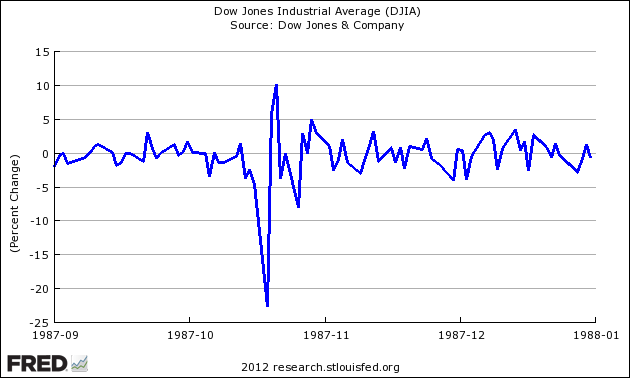 Dow Jones Industrial Average (DJIA)
Source: Dow Jones & Company
(Percent Change)
15
10
5
0
-5
-10
-15
-20
-25
1987-09 1987-10 1987-11 1987-12 1988-01
FRED
2012 research.stlouisfed.org